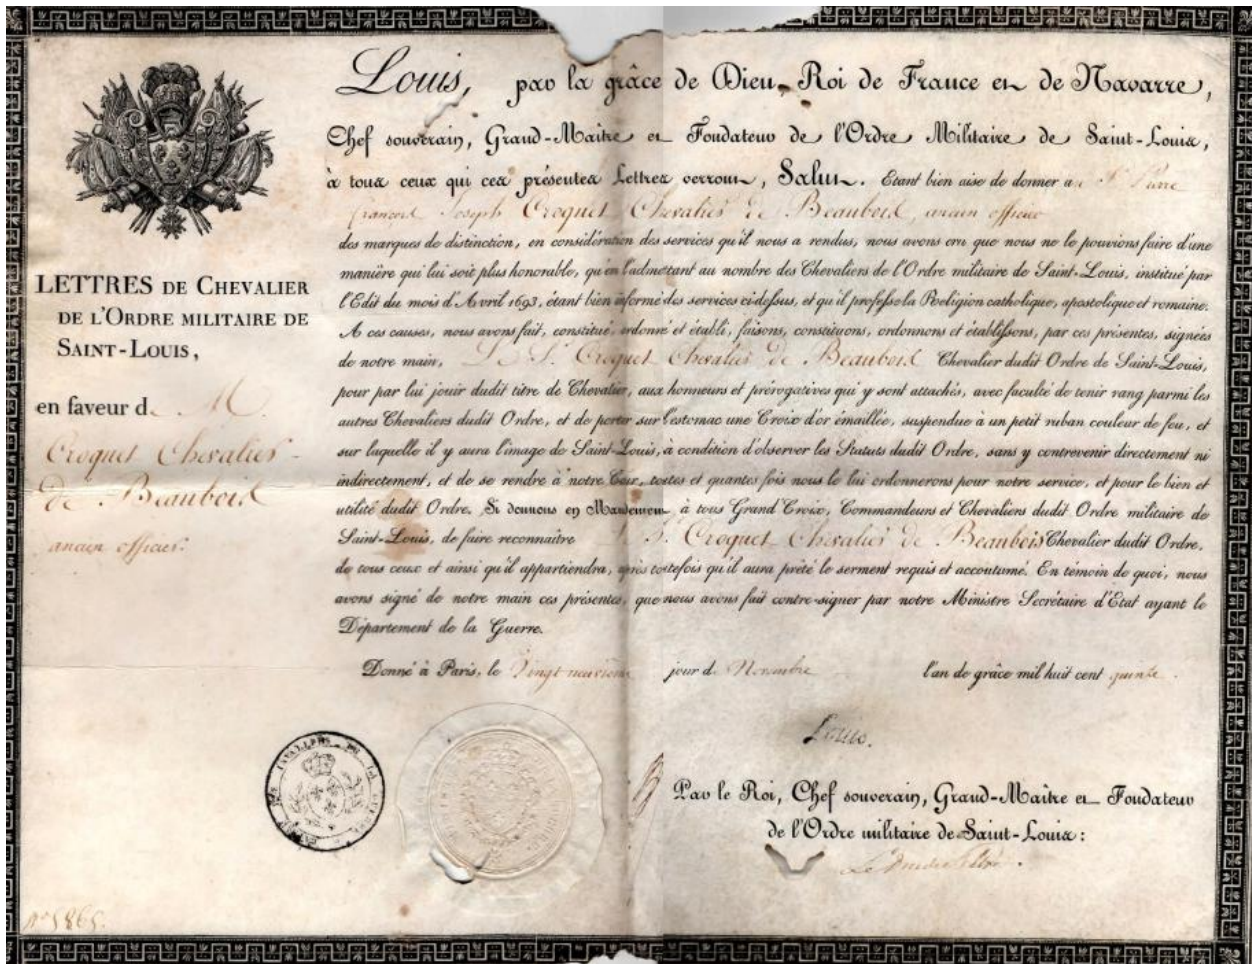 Louis, par la grâce de Dieu, Roi de France et de Navarre,
Chef souverain, Grand-Maître et Fondateur de l'Ordre Militaire de Saint-Louis,
à tous ceux qui ces présentes Lettres verront, Salut. Etant bien aise de donner au S.r Pierre
François Joseph Croquet Chevalier de Beaubois, ancien officier
des marques de distinction, en considération des services qu'il nous a rendus, nous avons cru que nous ne le pouvions faire d'une
manière qui lui soit plus honorable, qu'en l'admettant au nombre des Chevaliers de l'Ordre militaire de Saint-Louis, institué par
l'Edit du mois d'Avril 1693, étant bien informé des services cidessus, et qu'il professe la Religion catholique, apostolique et romaine.
A ces causes, nous avons fait, constitué, ordonné et établi, faisons, constituons, ordonnons et établissons, par ces présentes, signées
de notre main, Le S.r Croquet Chevalier de Beaubois Chevalier dudit Ordre de Saint-Louis,
pour par lui jouir dudit titre de Chevalier, aux honneurs et prérogatives qui y sont attachés, avec faculté de tenir rang parmi les
autres Chevaliers dudit Ordre, et de porter sur l'estomac une Croix d'or émaillée, suspendue à un petit ruban couleur de feu, et
sur laquelle il y aura l'image de Saint-Louis, à condition d'observer les Statuts dudit Ordre, sans y contrevenir directement ni
indirectement, et de se rendre à notre Cour, toutes et quantes fois nous le lui ordonnerons pour notre service, et pour le bien et
utilité dudit Ordre. Si donnons en Mandement à tous Grand'Croix, Commandeurs et Chevaliers dudit Ordre militaire de
Saint-Louis, de faire reconnaître le S.r Croquet Chevalier de Beaubois Chevalier dudit Ordre,
de tous ceux et ainsi qu'il appartiendra, après toutefois qu'il aura prêté le serment requis et accoutumé. En témoin de quoi, nous
avons signé de notre main ces présentes, que nous avons fait contre-signer par notre Ministre Secrétaire d'Etat ayant le
Département de la Guerre.
Donné à Paris, le Vingt neuvième jour de Novembre l'an de grâce mil huit cent quinze.
Louis.
Par le Roi, Chef souverain, Grand-Maître et Fondateur
de l'Ordre militaire de Saint-Louis:
LETTRES DE CHEVALIER
DE L'ORDRE MILITAIRE DE
SAINT-LOUIS,
en faveur de M.
Croquet Chevalier
de Beaubois
ancien officier.
N.º 5865.